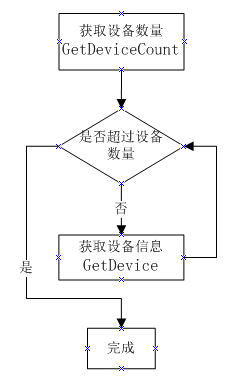 获取设备数量
GetDeviceCount
是否超过设备
数量
否
获取设备信息
GetDevice
是
完成